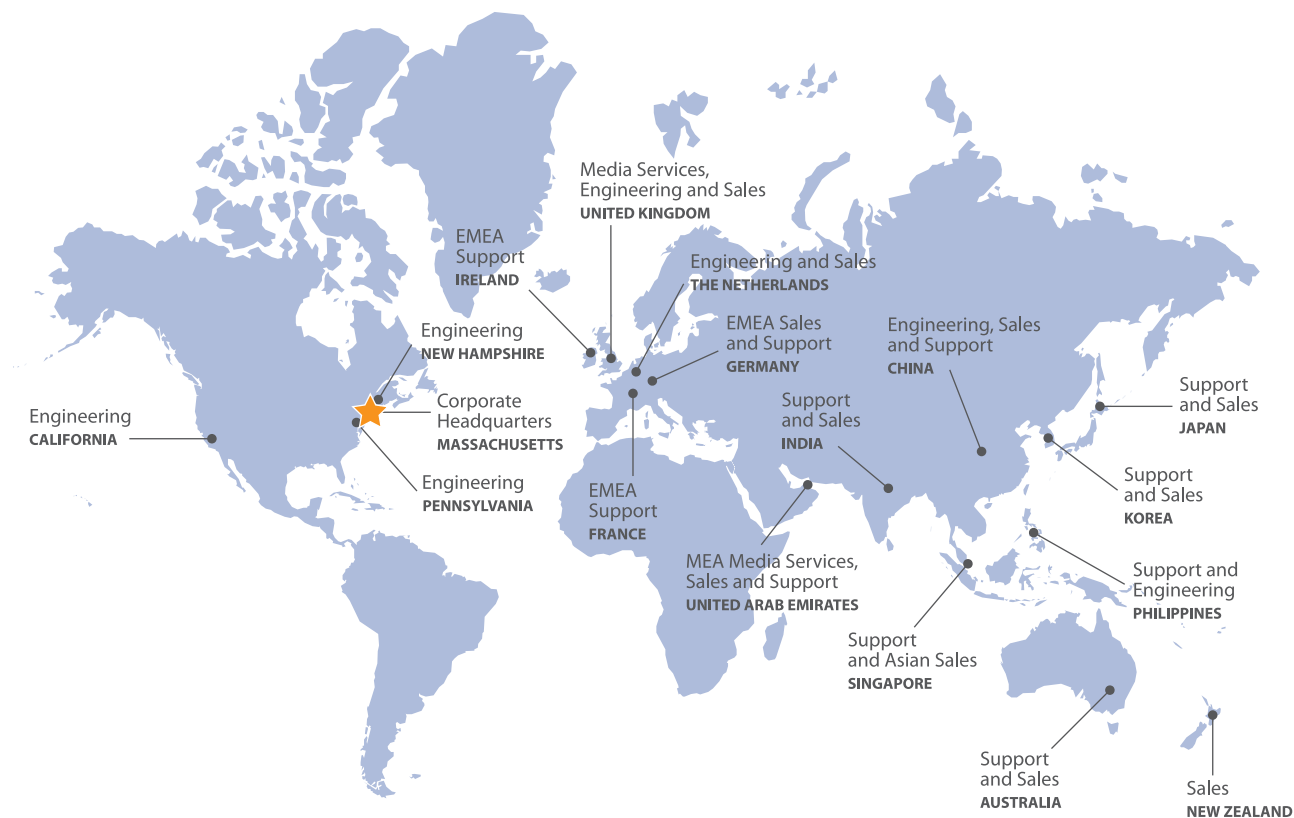 Media Services,
Engineering and Sales
UNITED KINGDOM
EMEA
Support
IRELAND
Engineering and Sales
THE NETHERLANDS
Engineering
NEW HAMPSHIRE
EMEA Sales
and Support
GERMANY
Engineering, Sales
and Support
CHINA
Support
and Sales
JAPAN
Engineering
CALIFORNIA
Corporate
Headquarters
MASSACHUSETTS
Support
and Sales
INDIA
Engineering
PENNSYLVANIA
EMEA
Support
FRANCE
Support
and Sales
KOREA
MEA Media Services,
Sales and Support
UNITED ARAB EMIRATES
Support and
Engineering
PHILIPPINES
Support
and Asian Sales
SINGAPORE
Support
and Sales
AUSTRALIA
Sales
NEW ZEALAND